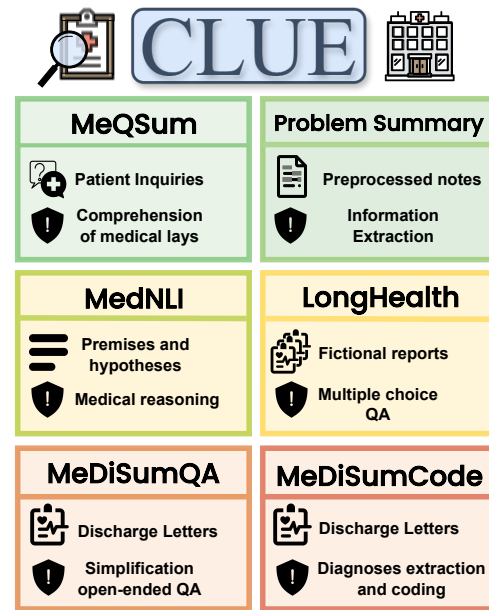 CLUE
MeQSum
Patient Inquiries
Comprehension
of medical lays
Problem Summary
Preprocessed notes
Information
Extraction
MedNLI
Premises and
hypotheses
Medical reasoning
LongHealth
Fictional reports
Multiple choice
QA
MeDiSumQA
Discharge Letters
Simplification
open-ended QA
MeDiSumCode
Discharge Letters
Diagnoses extraction
and coding